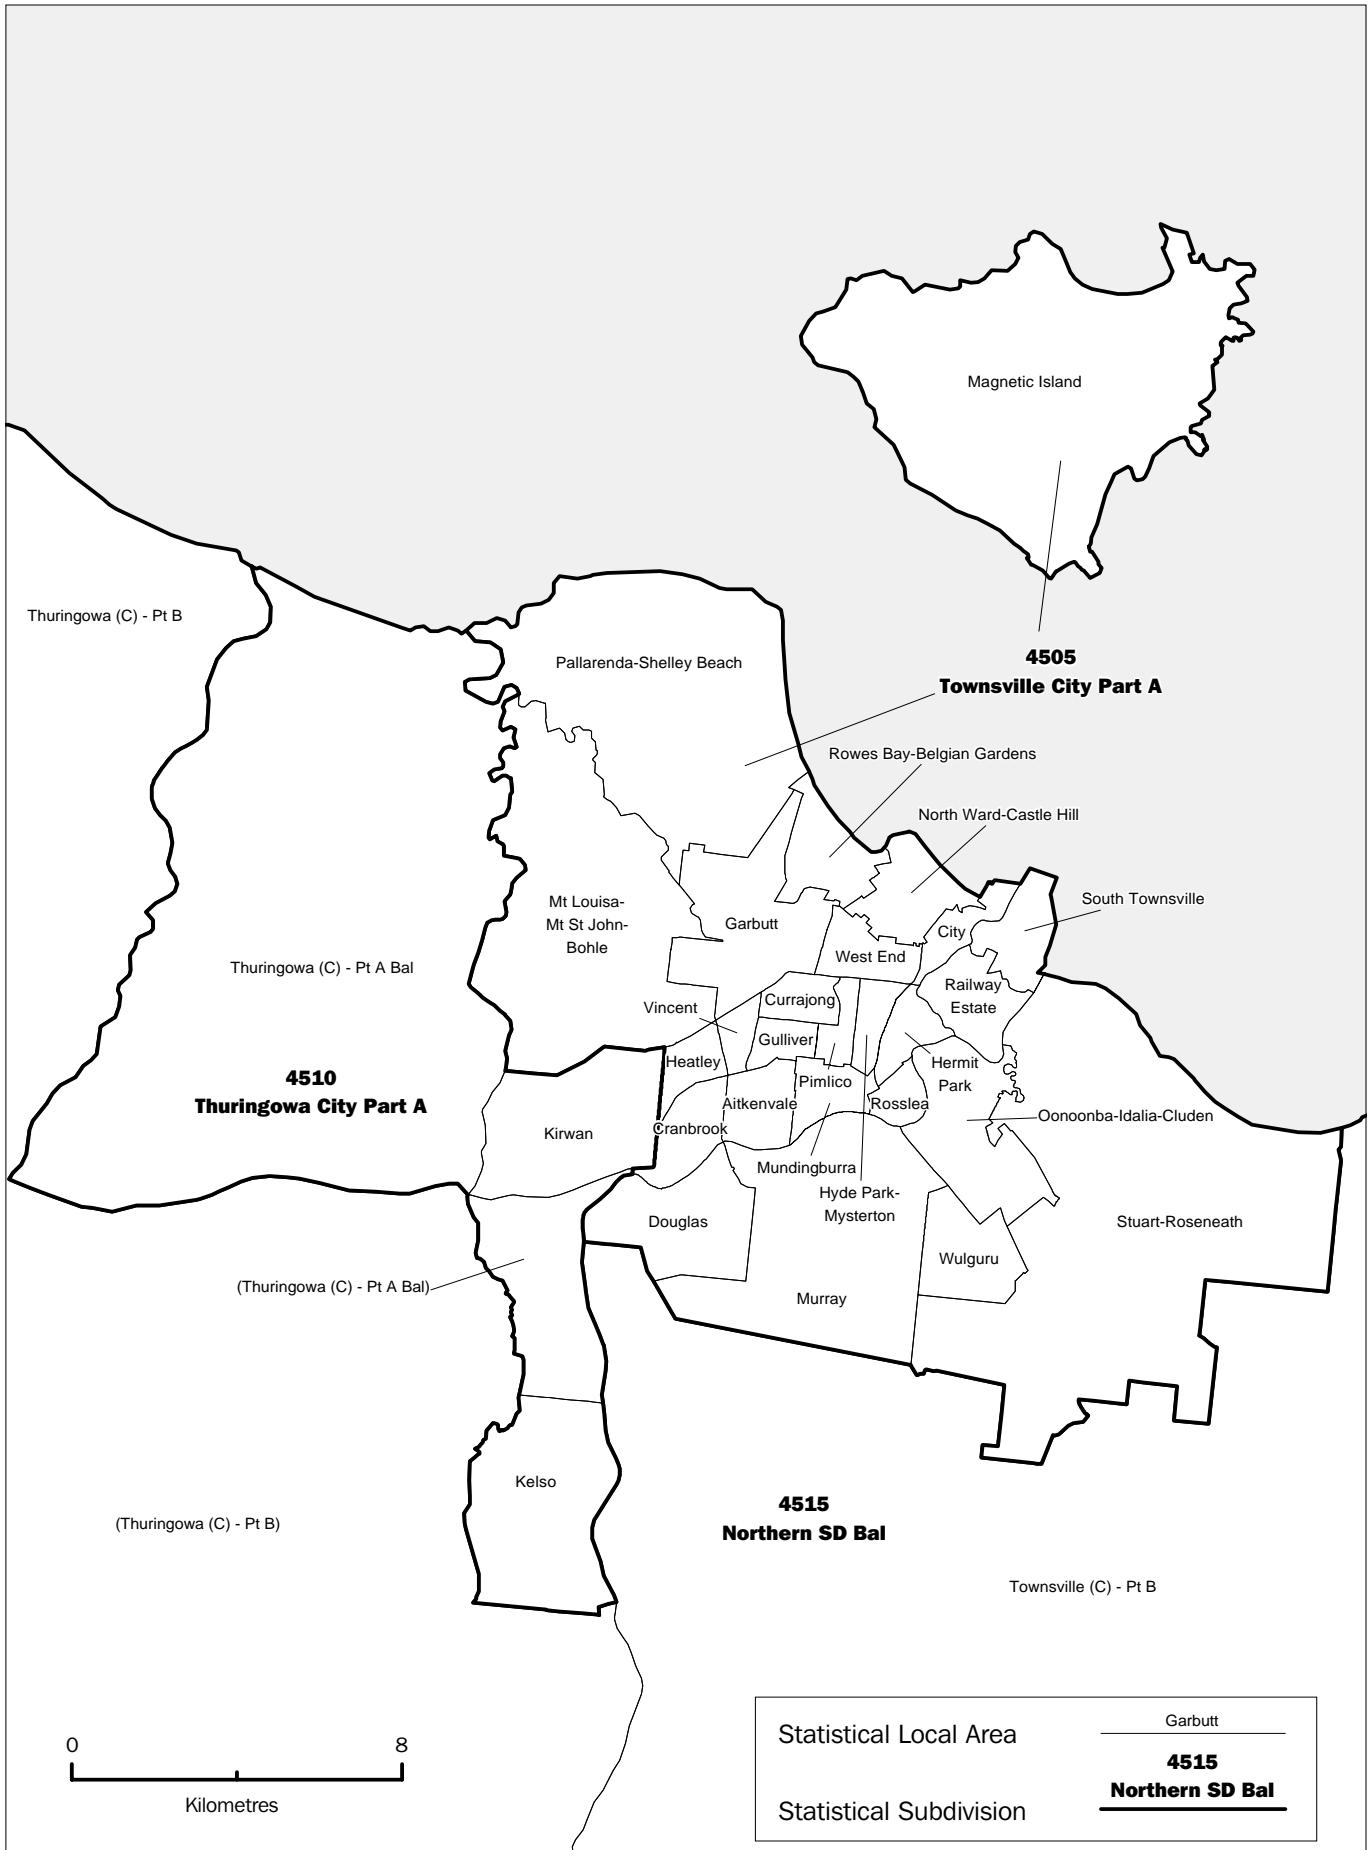 Magnetic Island
Thuringowa (C) - Pt B
4505
Townsville City Part A
Pallarenda-Shelley Beach
Rowes Bay-Belgian Gardens
North Ward-Castle Hill
South Townsville
Mt Louisa-
Mt St John-
Bohle
Garbutt
City
West End
Thuringowa (C) - Pt A Bal
Railway
Estate
Vincent
Currajong
Gulliver
Heatley
Hermit
Park
4510
Thuringowa City Part A
Pimlico
Aitkenvale
Rosslea
Oonoonba-Idalia-Cluden
Kirwan
Cranbrook
Mundingburra
Hyde Park-
Mysterton
Douglas
Stuart-Roseneath
Wulguru
(Thuringowa (C) - Pt A Bal)
Murray
Kelso
4515
Northern SD Bal
(Thuringowa (C) - Pt B)
Townsville (C) - Pt B
0 8
Kilometres
Statistical Local Area
Garbutt
4515
Northern SD Bal
Statistical Subdivision